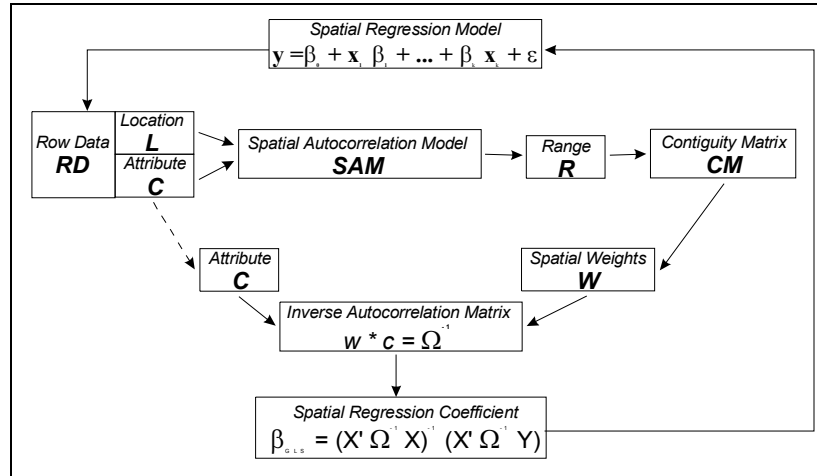 Spatial Regression Model
y =β₀ + x₁ β₁ + ... + βₖ xₖ + ε
Row Data
RD
Location
L
Attribute
C
Spatial Autocorrelation Model
SAM
Range
R
Contiguity Matrix
CM
Attribute
C
Spatial Weights
W
Inverse Autocorrelation Matrix
w * c = Ω⁻¹
Spatial Regression Coefficient
β_GLS = (X' Ω⁻¹ X)⁻¹ (X' Ω⁻¹ Y)